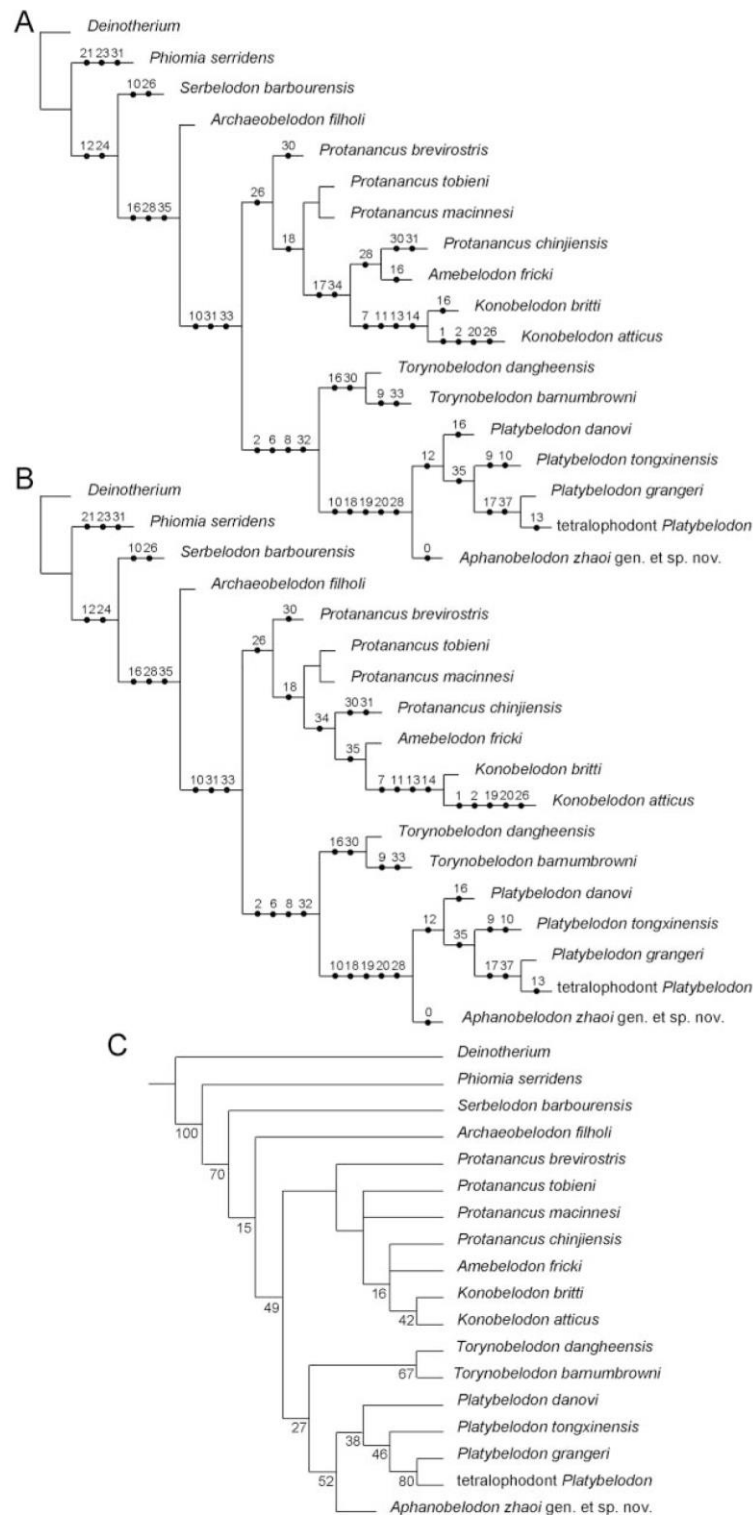 A
Deinotherium
21 23 31
Phiomia serridens
10 26
Serbelodon barbourensis
Archaeobelodon filholi
30
Protanancus brevirostris
12 24
Protanancus tobieni
26
Protanancus macinnesi
16 28 35
18
30 31
Protanancus chinjiensis
28
16
Amebelodon fricki
17 34
16
Konobelodon britti
7 11 13 14
1 2 20 26
Konobelodon atticus
10 31 33
Torynobelodon dangheensis
16 30
9 33
Torynobelodon barnumbrowni
16
Platybelodon danovi
2 6 8 32
12
9 10
Platybelodon tongxinensis
35
Platybelodon grangeri
17 37
10 18 19 20 28
13
tetralophodont Platybelodon
0
Aphanobelodon zhaoi gen. et sp. nov.
B
Deinotherium
21 23 31
Phiomia serridens
10 26
Serbelodon barbourensis
Archaeobelodon filholi
12 24
30
Protanancus brevirostris
26
Protanancus tobieni
16 28 35
Protanancus macinnesi
18
30 31
Protanancus chinjiensis
34
Amebelodon fricki
35
Konobelodon britti
10 31 33
7 11 13 14
1 2 19 20 26
Konobelodon atticus
Torynobelodon dangheensis
16 30
9 33
Torynobelodon barnumbrowni
16
Platybelodon danovi
2 6 8 32
12
9 10
Platybelodon tongxinensis
35
Platybelodon grangeri
10 18 19 20 28
17 37
13
tetralophodont Platybelodon
0
Aphanobelodon zhaoi gen. et sp. nov.
C
Deinotherium
Phiomia serridens
100
Serbelodon barbourensis
70
Archaeobelodon filholi
Protanancus brevirostris
15
Protanancus tobieni
Protanancus macinnesi
Protanancus chinjiensis
Amebelodon fricki
49
16
Konobelodon britti
42
Konobelodon atticus
Torynobelodon dangheensis
67
Torynobelodon barnumbrowni
Platybelodon danovi
27
38
Platybelodon tongxinensis
46
Platybelodon grangeri
52
80
tetralophodont Platybelodon
Aphanobelodon zhaoi gen. et sp. nov.